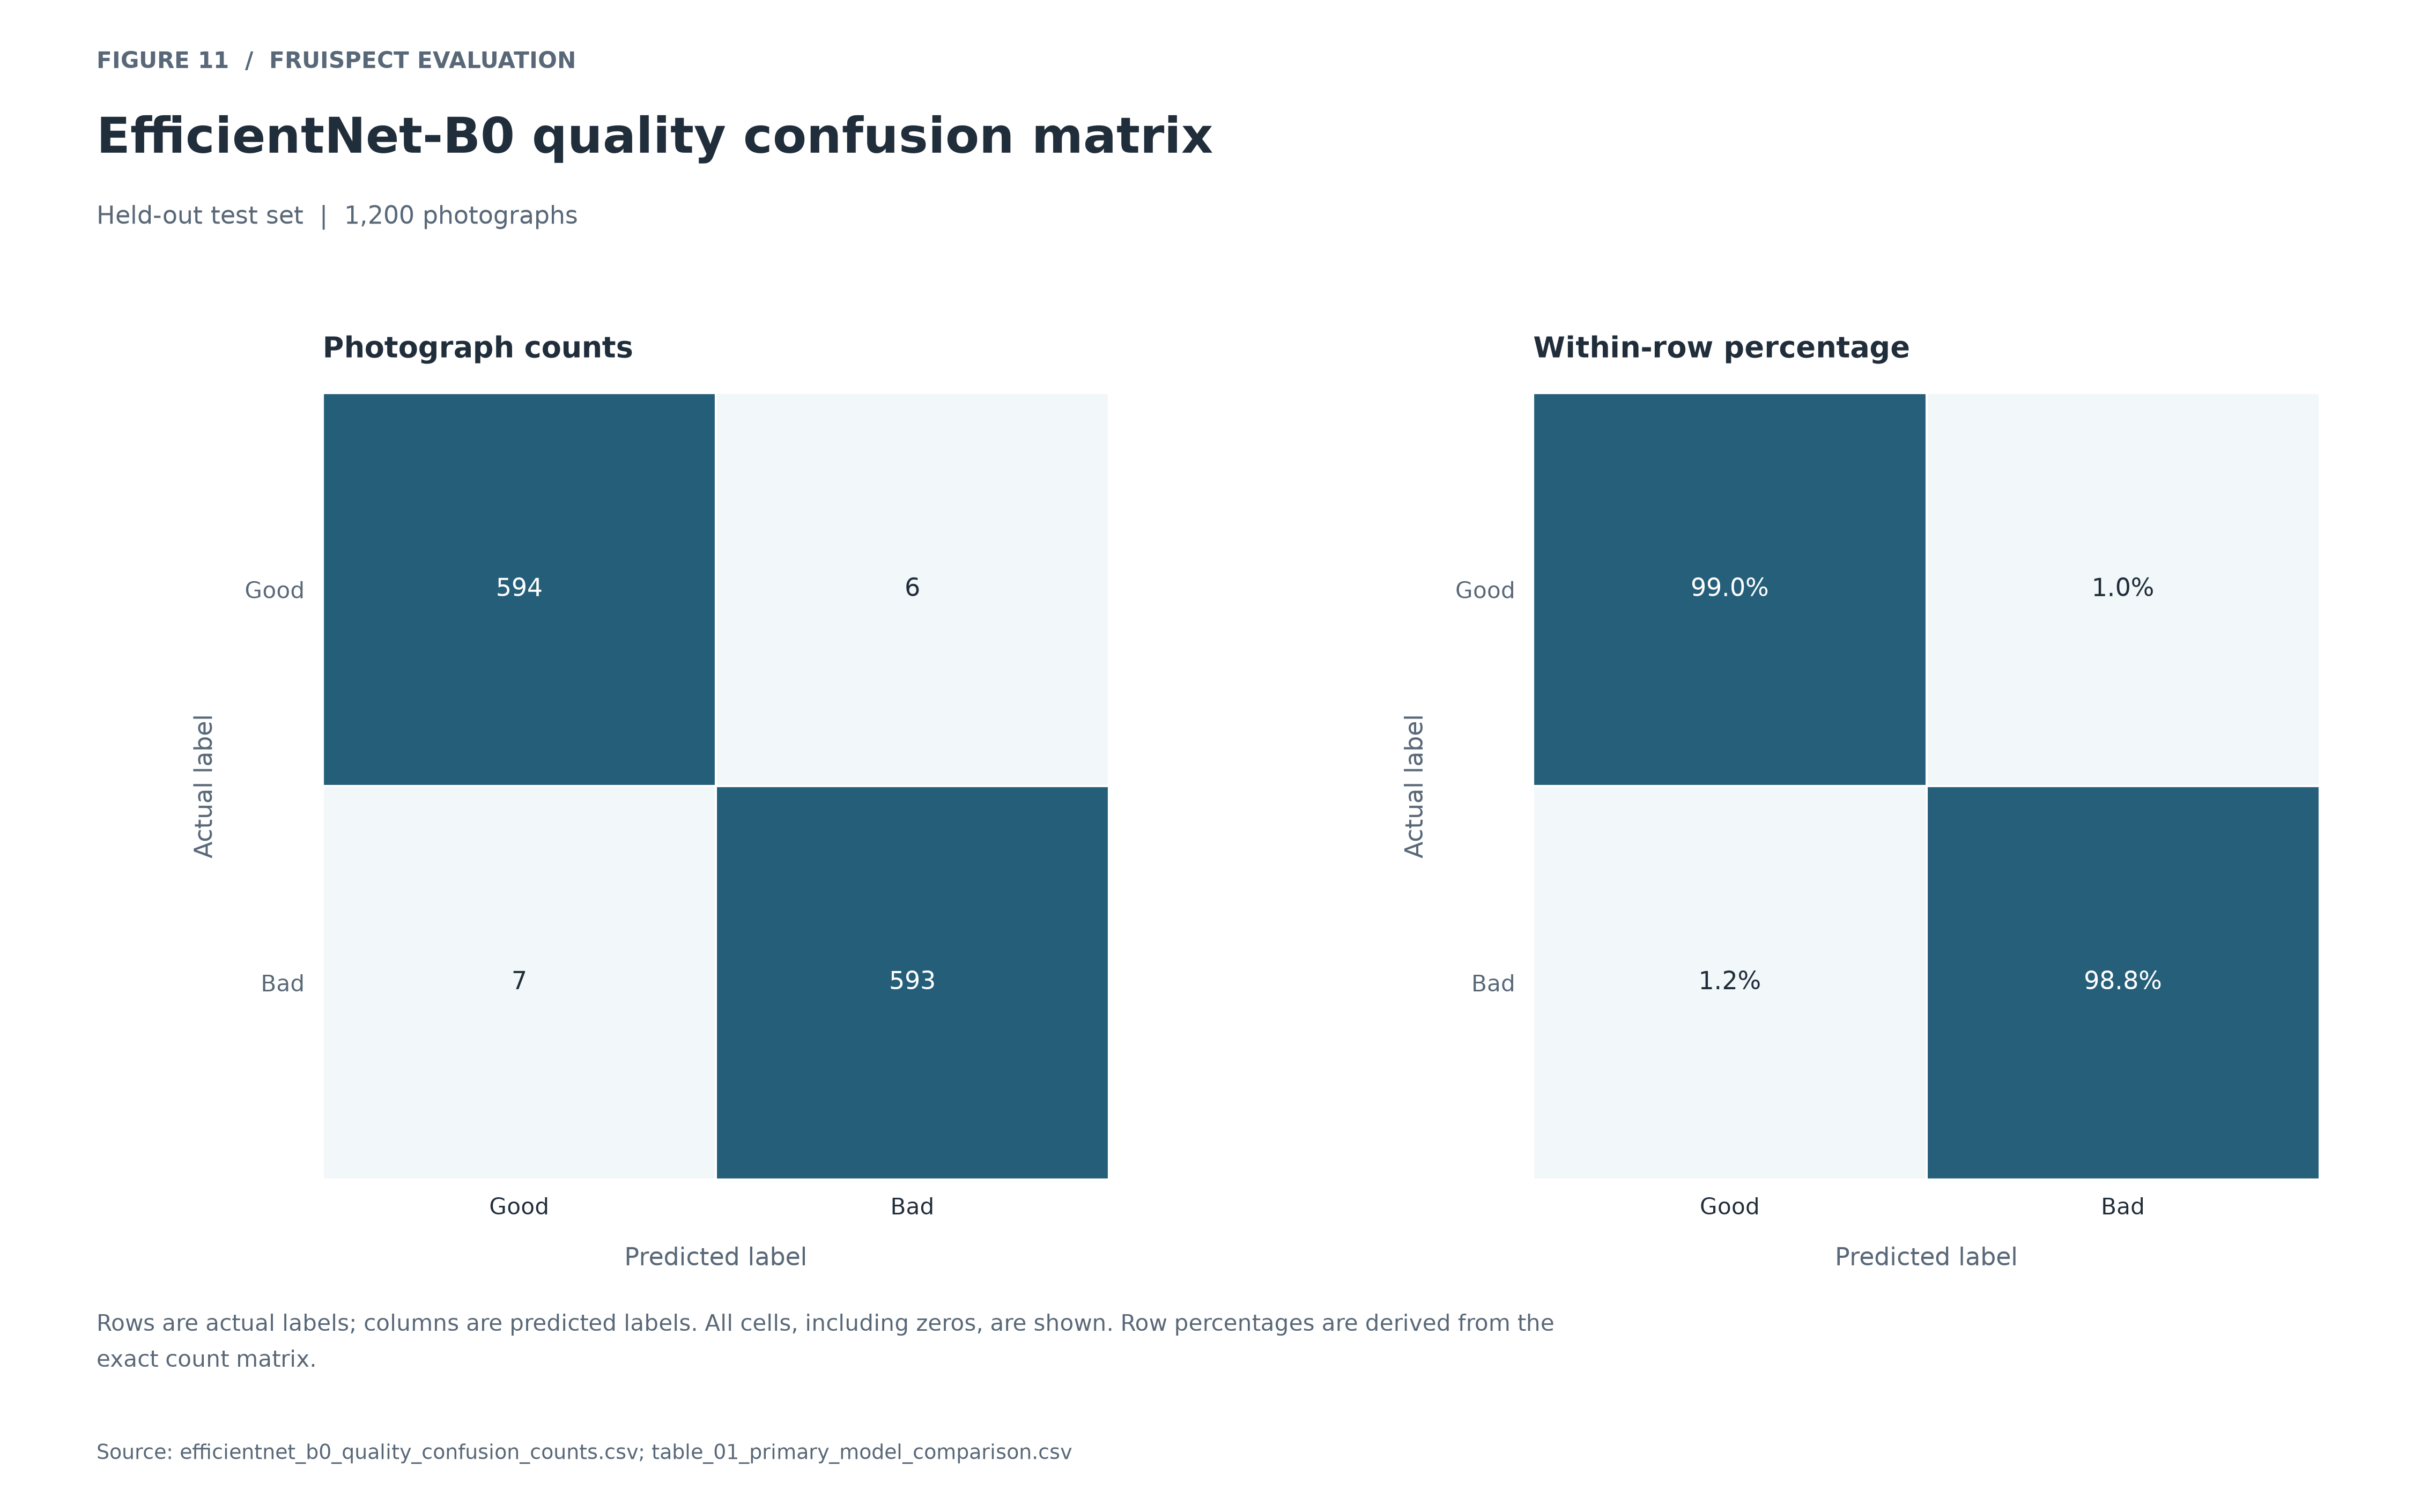 FIGURE 11 / FRUISPECT EVALUATION
EfficientNet-B0 quality confusion matrix
Held-out test set | 1,200 photographs
Photograph counts
Actual label
Good
594
6
Bad
7
593
Good
Bad
Predicted label
Within-row percentage
Actual label
Good
99.0%
1.0%
Bad
1.2%
98.8%
Good
Bad
Predicted label
Rows are actual labels; columns are predicted labels. All cells, including zeros, are shown. Row percentages are derived from the
exact count matrix.
Source: efficientnet_b0_quality_confusion_counts.csv; table_01_primary_model_comparison.csv